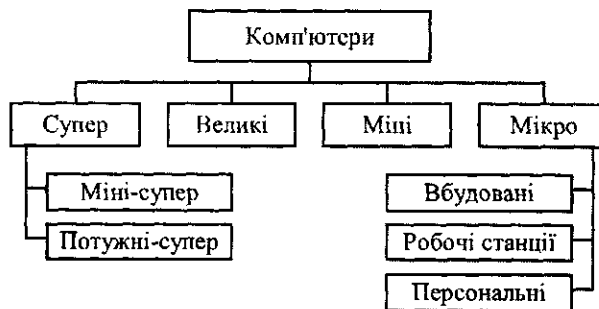 Комп'ютери
Супер
Великі
Міні
Мікро
Міні-супер
Потужні-супер
Вбудовані
Робочі станції
Персональні